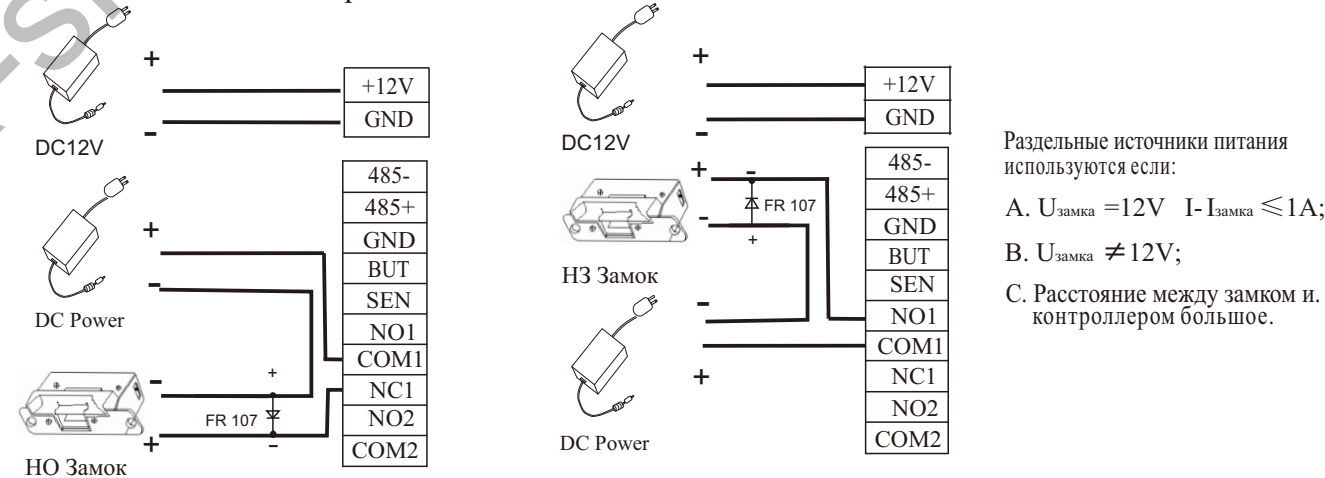 +
-
DC12V
+12V
GND
+
-
DC Power
485-
485+
GND
BUT
SEN
NO1
COM1
NC1
NO2
COM2
-
+
+
FR 107
-
НО Замок
+
-
DC12V
+12V
GND
+
-
-
FR 107
+
НЗ Замок
-
+
DC Power
485-
485+
GND
BUT
SEN
NO1
COM1
NC1
NO2
COM2
Раздельные источники питания
используются если:
A. Uзамка =12V I- Iзамка ≤1A;
B. Uзамка ≠12V;
C. Расстояние между замком и.
контроллером большое.